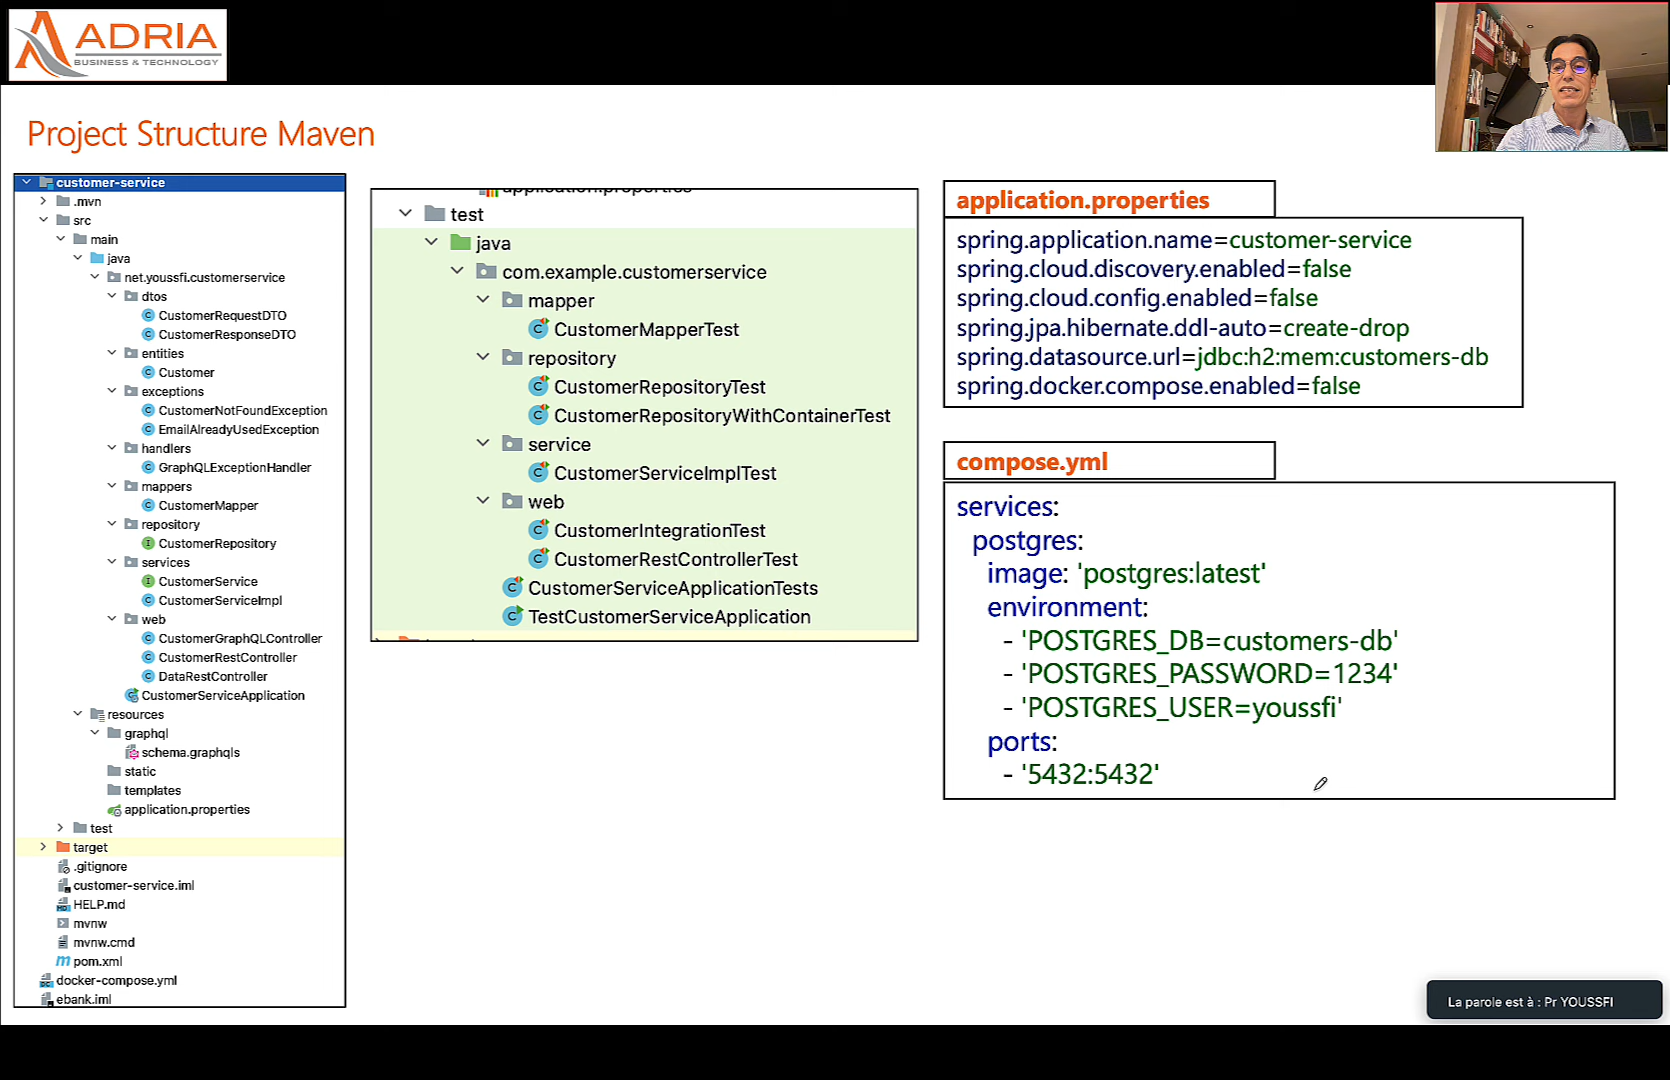 ADRIA
BUSINESS & TECHNOLOGY
Project Structure Maven
customer-service
.mvn
src
main
java
net.youssfi.customerservice
dtos
CustomerRequestDTO
CustomerResponseDTO
entities
Customer
exceptions
CustomerNotFoundException
EmailAlreadyUsedException
handlers
GraphQLExceptionHandler
mappers
CustomerMapper
repository
CustomerRepository
services
CustomerService
CustomerServiceImpl
web
CustomerGraphQLController
CustomerRestController
DataRestController
CustomerServiceApplication
resources
graphql
schema.graphqls
static
templates
application.properties
test
target
.gitignore
customer-service.iml
HELP.md
mvnw
mvnw.cmd
pom.xml
docker-compose.yml
ebank.iml
application.properties
test
java
com.example.customerservice
mapper
CustomerMapperTest
repository
CustomerRepositoryTest
CustomerRepositoryWithContainerTest
service
CustomerServiceImplTest
web
CustomerIntegrationTest
CustomerRestControllerTest
CustomerServiceApplicationTests
TestCustomerServiceApplication
application.properties
spring.application.name=customer-service
spring.cloud.discovery.enabled=false
spring.cloud.config.enabled=false
spring.jpa.hibernate.ddl-auto=create-drop
spring.datasource.url=jdbc:h2:mem:customers-db
spring.docker.compose.enabled=false
compose.yml
services:
postgres:
image: 'postgres:latest'
environment:
- 'POSTGRES_DB=customers-db'
- 'POSTGRES_PASSWORD=1234'
- 'POSTGRES_USER=youssfi'
ports:
- '5432:5432'
La parole est à : Pr YOUSSFI